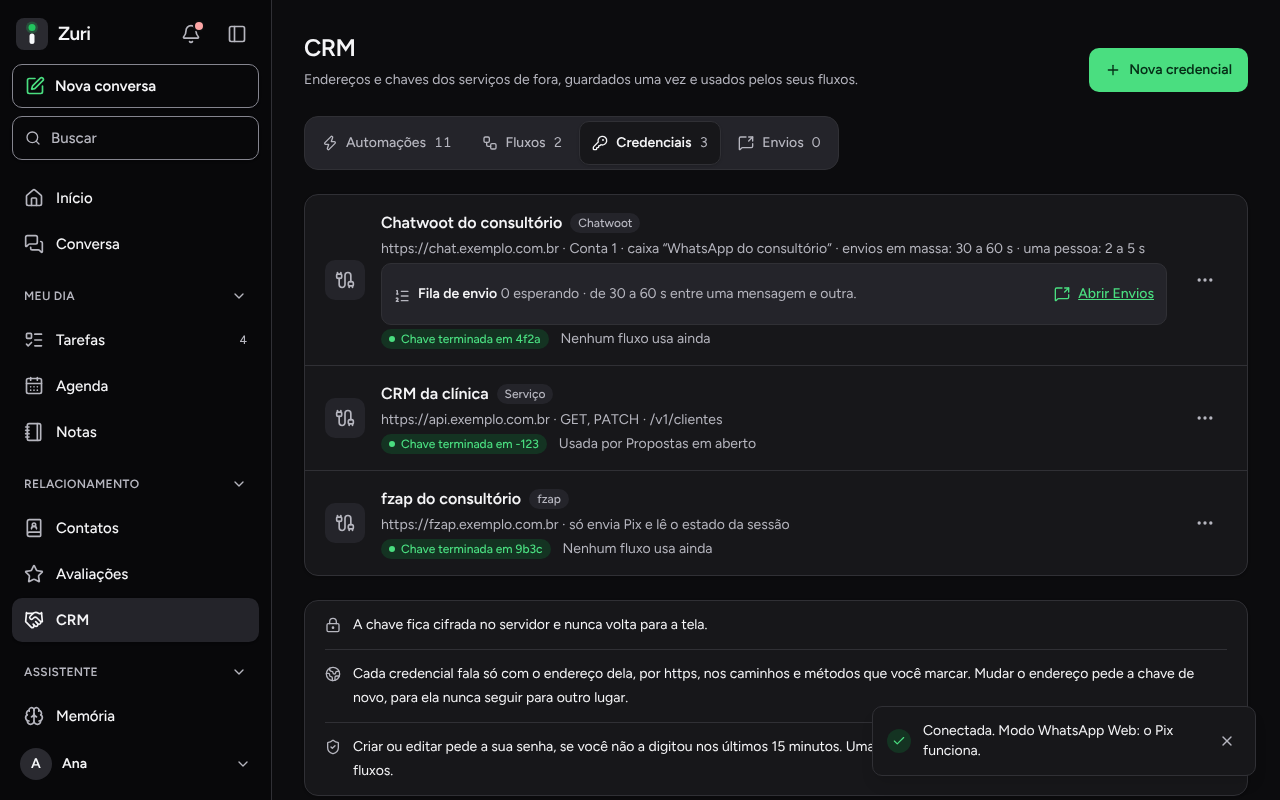 Zuri
Nova conversa
Buscar
Início
Conversa
MEU DIA
Tarefas 4
Agenda
Notas
RELACIONAMENTO
Contatos
Avaliações
CRM
ASSISTENTE
Memória
A Ana
CRM
Endereços e chaves dos serviços de fora, guardados uma vez e usados pelos seus fluxos.
Nova credencial
Automações 11 Fluxos 2 Credenciais 3 Envios 0
Chatwoot do consultório Chatwoot
https://chat.exemplo.com.br · Conta 1 · caixa “WhatsApp do consultório” · envios em massa: 30 a 60 s · uma pessoa: 2 a 5 s
Fila de envio 0 esperando · de 30 a 60 s entre uma mensagem e outra. Abrir Envios
Chave terminada em 4f2a Nenhum fluxo usa ainda
CRM da clínica Serviço
https://api.exemplo.com.br · GET, PATCH · /v1/clientes
Chave terminada em -123 Usada por Propostas em aberto
fzap do consultório fzap
https://fzap.exemplo.com.br · só envia Pix e lê o estado da sessão
Chave terminada em 9b3c Nenhum fluxo usa ainda
A chave fica cifrada no servidor e nunca volta para a tela.
Cada credencial fala só com o endereço dela, por https, nos caminhos e métodos que você marcar. Mudar o endereço pede a chave de
novo, para ela nunca seguir para outro lugar.
Criar ou editar pede a sua senha, se você não a digitou nos últimos 15 minutos. Uma
fluxos.
Conectada. Modo WhatsApp Web: o Pix
funciona.